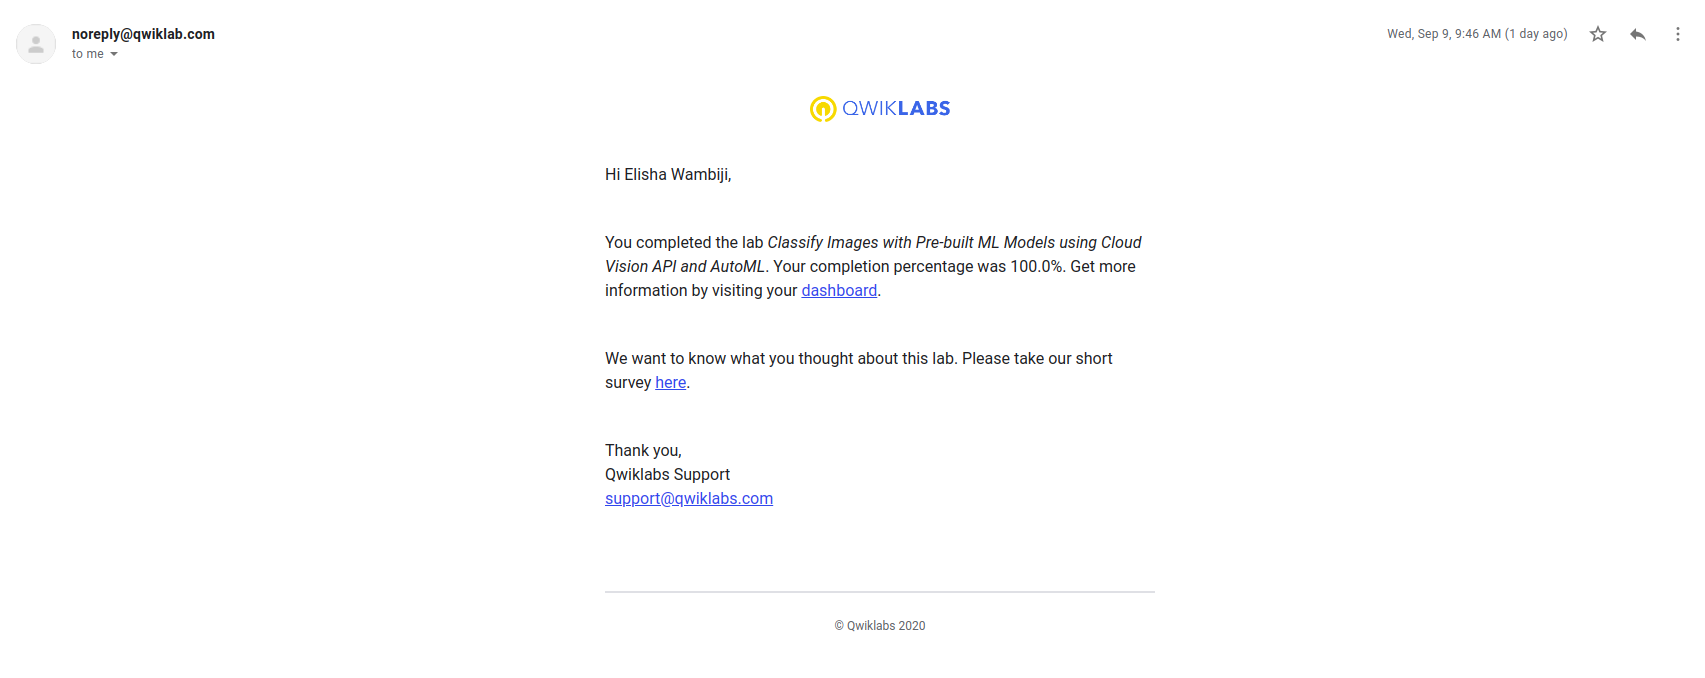 noreply@qwiklab.com
to me
Wed, Sep 9, 9:46 AM (1 day ago)
QWIKLABS
Hi Elisha Wambiji,
You completed the lab Classify Images with Pre-built ML Models using Cloud
Vision API and AutoML. Your completion percentage was 100.0%. Get more
information by visiting your dashboard.
We want to know what you thought about this lab. Please take our short
survey here.
Thank you,
Qwiklabs Support
support@qwiklabs.com
© Qwiklabs 2020